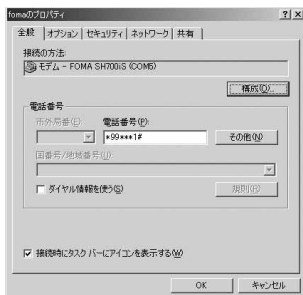 fomaのプロパティ
全般 オプション セキュリティ ネットワーク 共有
接続の方法:
モデム - FOMA SH700iS (COM5)
構成(O)...
電話番号
市外局番(E): 電話番号(P):
*99***1# その他(N)
国番号/地域番号(U)
ダイヤル情報を使う(S) 規則(R)
接続時にタスク バーにアイコンを表示する(W)
OK キャンセル